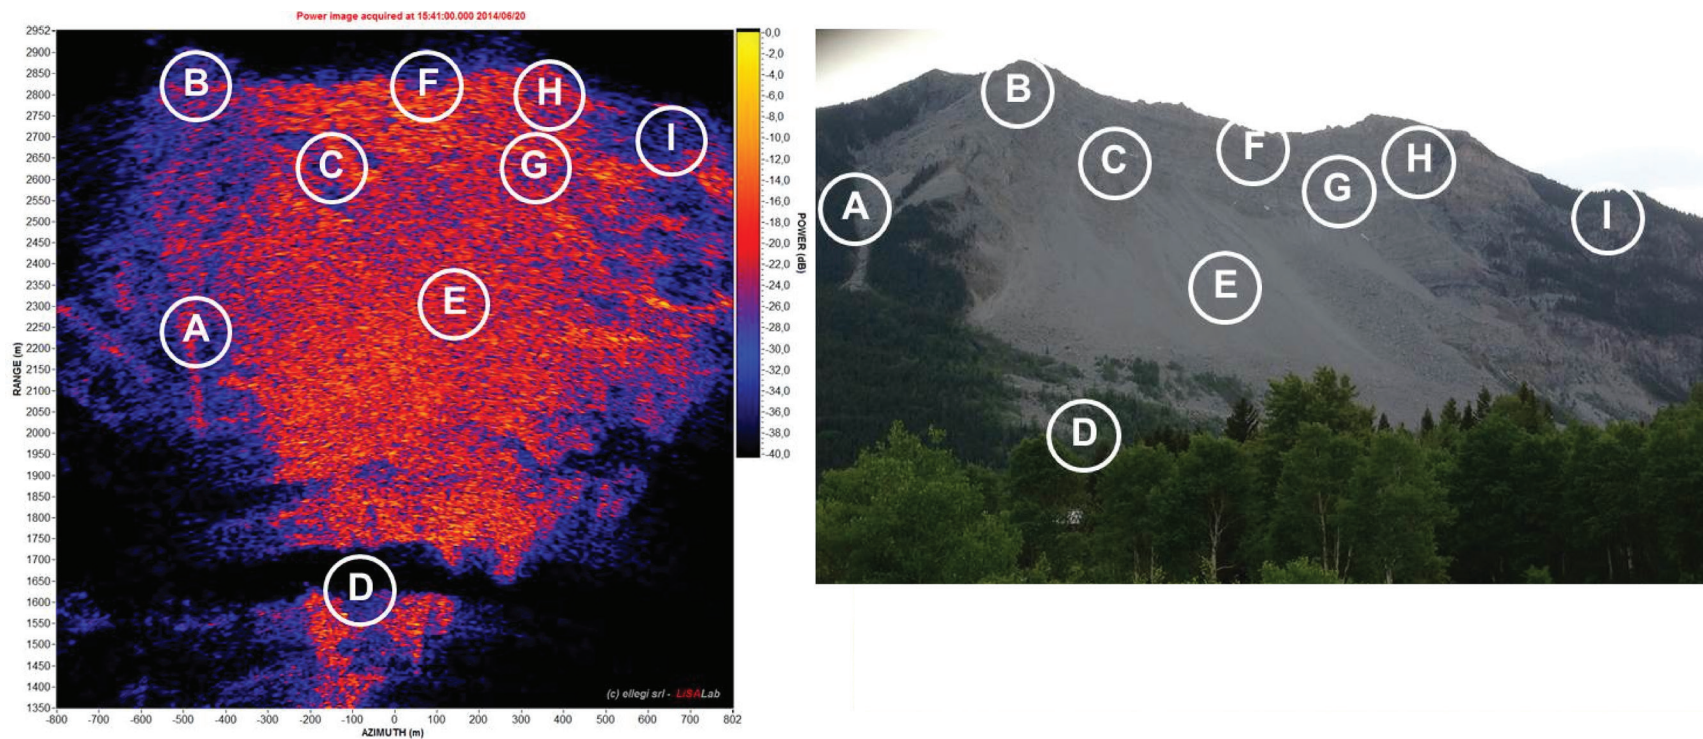 Power image acquired at 15:41:00.000 2014/06/20
2952
2900
2850
2800
2750
2700
2650
2600
2550
2500
2450
2400
2350
2300
2250
2200
2150
2100
2050
2000
1950
1900
1850
1800
1750
1700
1650
1600
1550
1500
1450
1400
1350
RANGE (m)
-800 -700 -600 -500 -400 -300 -200 -100 0 100 200 300 400 500 600 700 802
AZIMUTH (m)
B
F
H
I
C
G
E
A
D
(c) ellegi srl - LiSALab
0,0
-2,0
-4,0
-6,0
-8,0
-10,0
-12,0
-14,0
-16,0
-18,0
-20,0
-22,0
-24,0
-26,0
-28,0
-30,0
-32,0
-34,0
-36,0
-38,0
-40,0
POWER (dB)
B
C
F
H
G
A
I
E
D